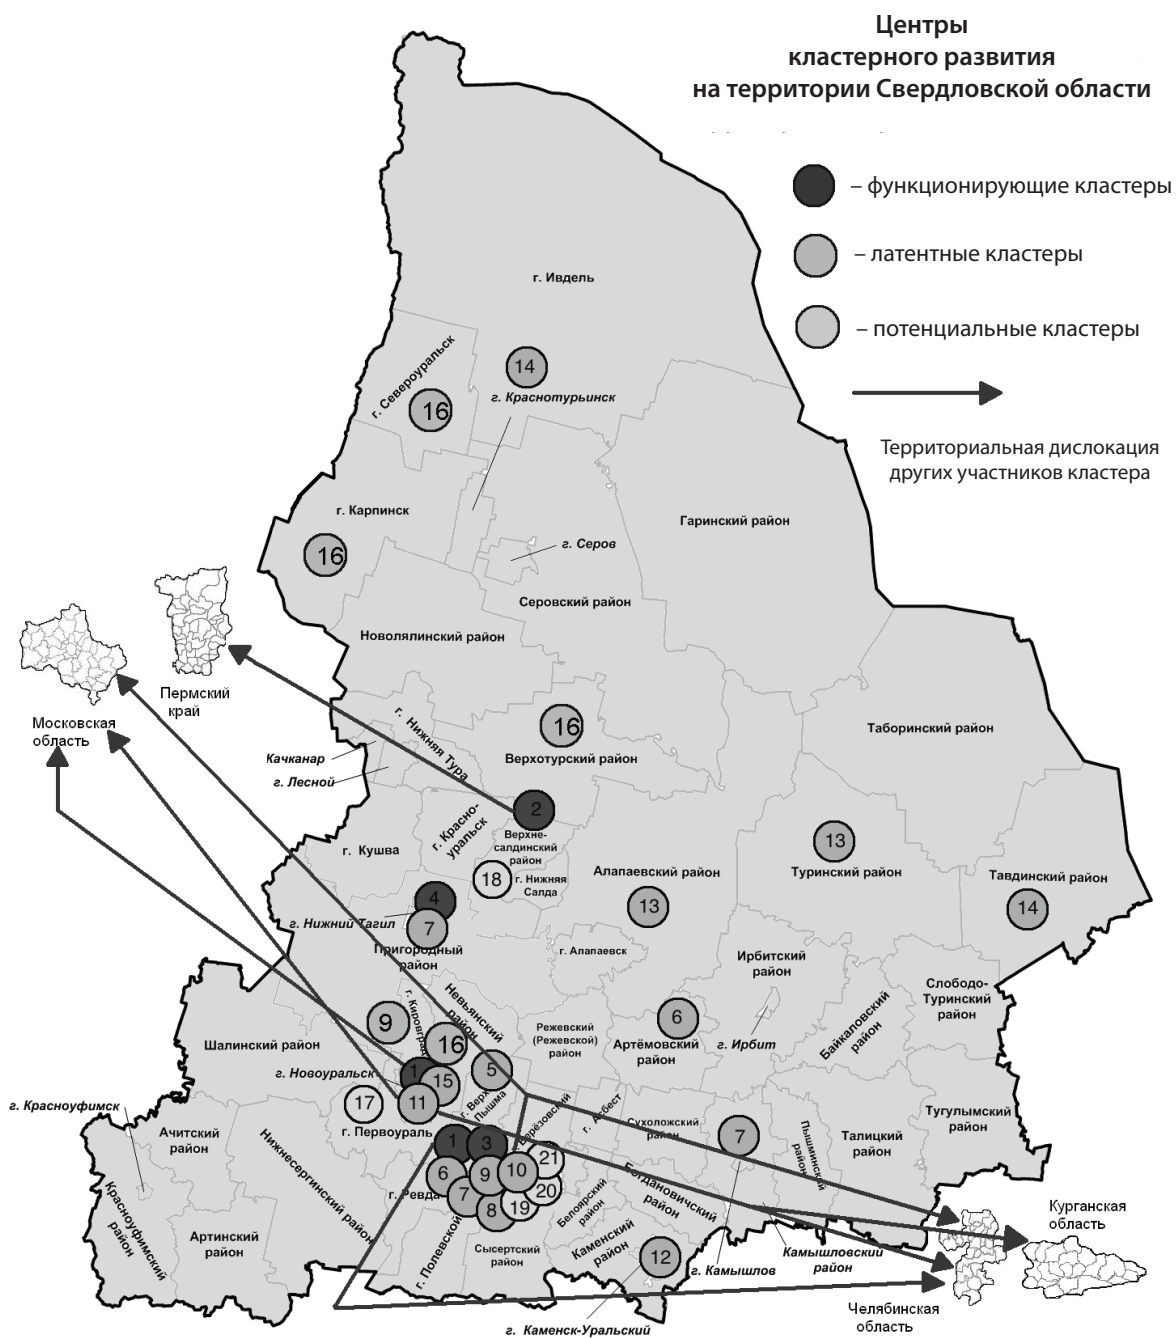 Центры
кластерного развития
на территории Свердловской области
– функционирующие кластеры
– латентные кластеры
– потенциальные кластеры
Территориальная дислокация
других участников кластера
г. Ивдель
г. Североуральск
14
г. Краснотурьинск
16
г. Карпинск
Гаринский район
г. Серов
16
Серовский район
Новолялинский район
Пермский
край
Московская
область
г. Нижняя Тура
16
Верхотурский район
Таборинский район
Качканар
г. Лесной
2
г. Красно-
уральск
Верхне-
салдинский
район
г. Кушва
18
г. Нижняя
Салда
Алапаевский район
13
13
Туринский район
Тавдинский район
14
4
г. Нижний Тагил
7
Пригородный
район
г. Алапаевск
Ирбитский
район
Слободо-
Туринский
район
Невьянский
район
г. Кировград
9
16
Режевский
(Режевской)
район
6
Артёмовский
район
г. Ирбит
Байкаловский
район
Шалинский район
г. Новоуральск
1
15
5
11
г. Верх
Пышма
17
г. Первоураль
г. Красноуфимск
Ачитский
район
Нижнесергинский район
Берёзовский
г. Асбест
Сухоложский
район
7
Пышминский
район
Талицкий
район
Тугулымский
район
1
3
6
9
10
21
7
20
8
19
г. Ревда
г. Полевской
Сысертский
район
Белоярский
район
Богдановичский
район
Каменский
район
12
г. Камышлов
Камышловский
район
Красноуфимский
район
Артинский
район
г. Каменск-Уральский
Курганская
область
Челябинская
область